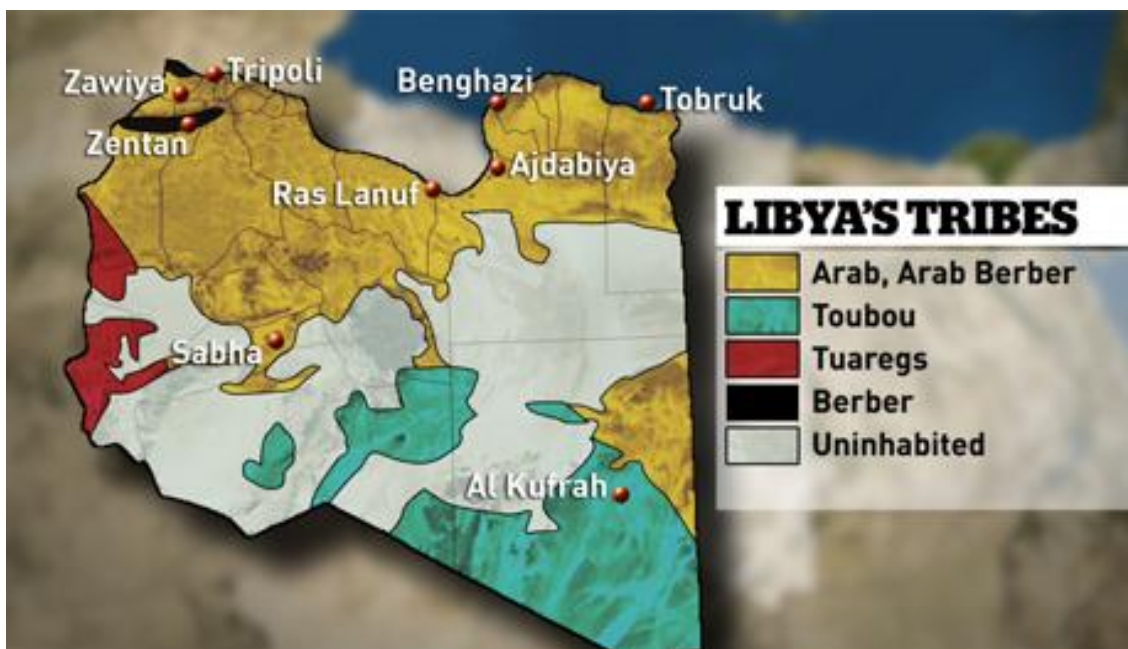 Tripoli
Zawiya
Zentan
Benghazi
Tobruk
Ajdabiya
Ras Lanuf
Sabha
Al Kufrah
LIBYA'S TRIBES
Arab, Arab Berber
Toubou
Tuaregs
Berber
Uninhabited